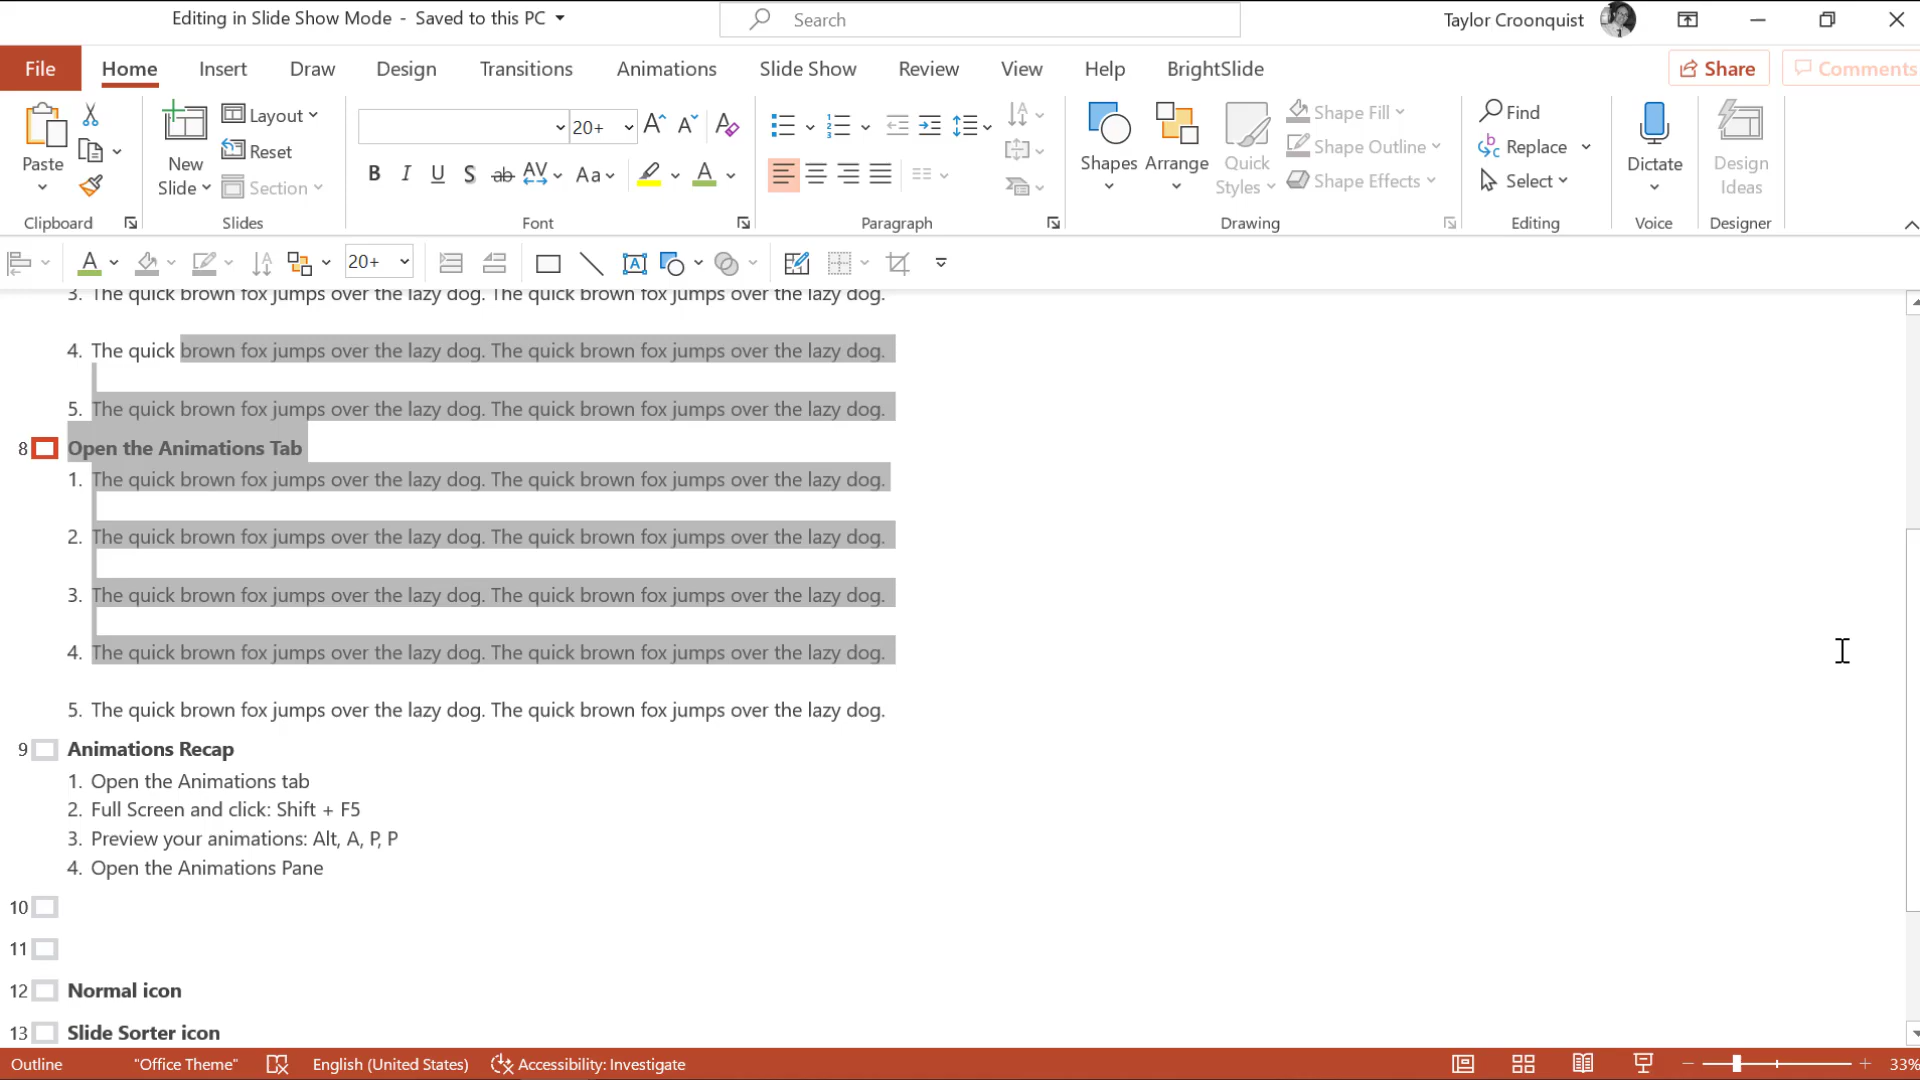 Editing in Slide Show Mode - Saved to this PC
Search
Taylor Croonquist
File Home Insert Draw Design Transitions Animations Slide Show Review View Help BrightSlide
Share
Comments
Paste
New Slide
Layout
Reset
Section
20+
B I U S ab AV Aa A
Shapes
Arrange
Quick Styles
Shape Fill
Shape Outline
Shape Effects
Find
Replace
Select
Dictate
Design Ideas
Clipboard Slides Font Paragraph Drawing Editing Voice Designer
A 20+ A
3. The quick brown fox jumps over the lazy dog. The quick brown fox jumps over the lazy dog.
4. The quick brown fox jumps over the lazy dog. The quick brown fox jumps over the lazy dog.
5. The quick brown fox jumps over the lazy dog. The quick brown fox jumps over the lazy dog.
8 Open the Animations Tab
1. The quick brown fox jumps over the lazy dog. The quick brown fox jumps over the lazy dog.
2. The quick brown fox jumps over the lazy dog. The quick brown fox jumps over the lazy dog.
3. The quick brown fox jumps over the lazy dog. The quick brown fox jumps over the lazy dog.
4. The quick brown fox jumps over the lazy dog. The quick brown fox jumps over the lazy dog.
5. The quick brown fox jumps over the lazy dog. The quick brown fox jumps over the lazy dog.
9 Animations Recap
1. Open the Animations tab
2. Full Screen and click: Shift + F5
3. Preview your animations: Alt, A, P, P
4. Open the Animations Pane
10
11
12 Normal icon
13 Slide Sorter icon
Outline "Office Theme" English (United States) Accessibility: Investigate 33%